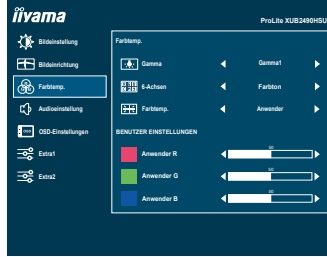 iiyama
ProLite XUB2490HSU
Bildeinstellung
Bildeinrichtung
Farbtemp.
Audioeinstellung
OSD-Einstellungen
Extra1
Extra2
Farbtemp.
Gamma Gamma1
6-Achsen Farbton
Farbtemp. Anwender
BENUTZER EINSTELLUNGEN
Anwender R
Anwender G
Anwender B